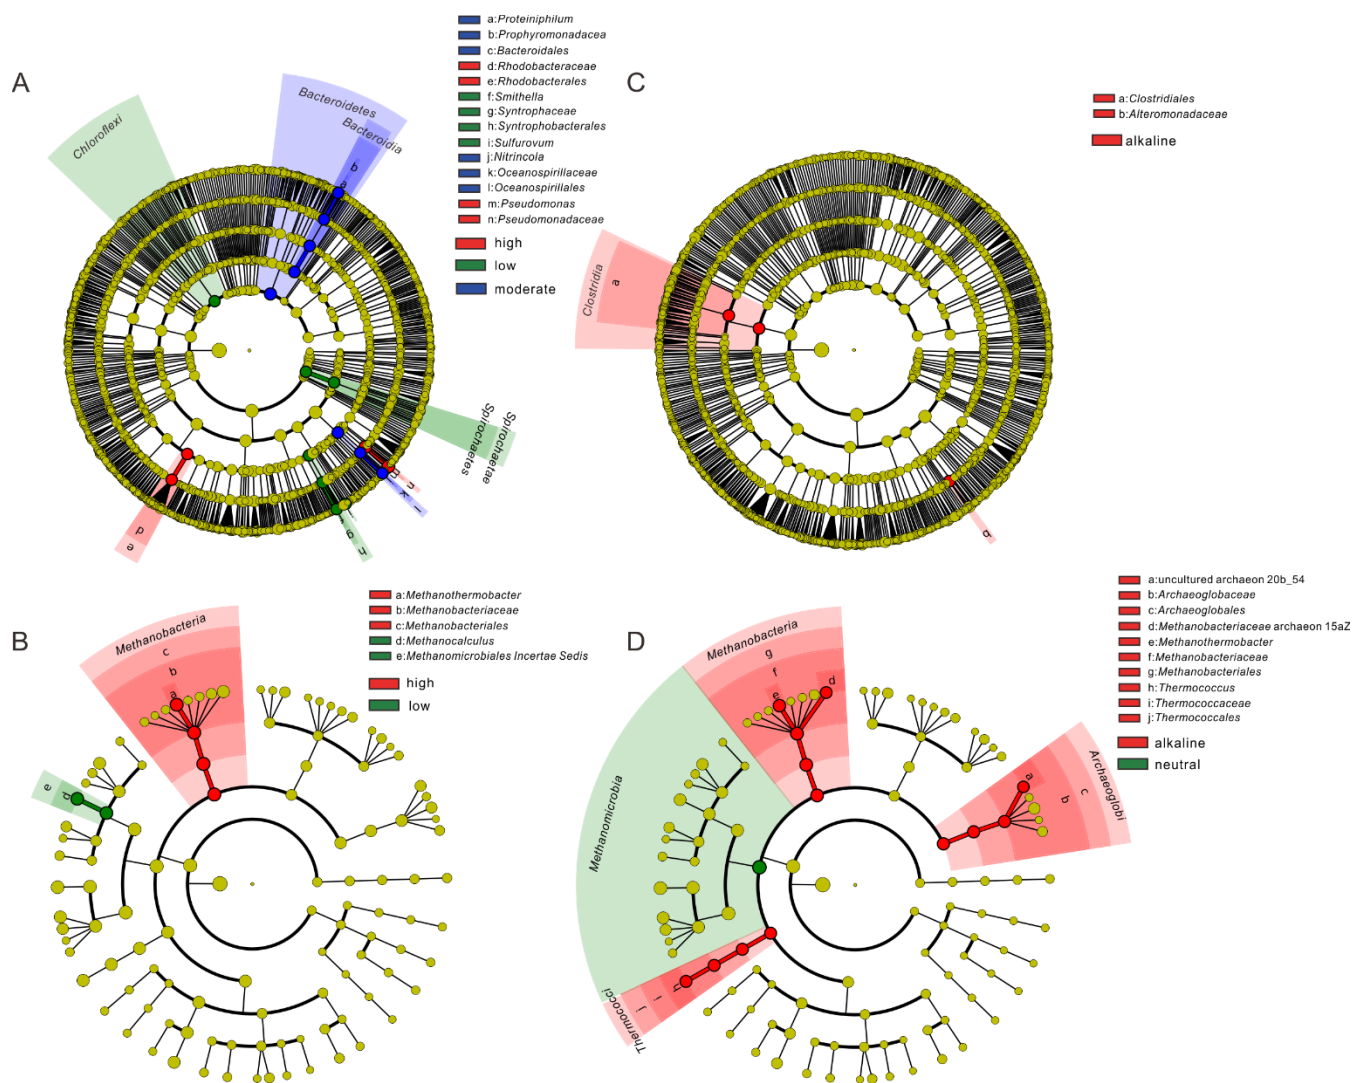 A
Chloroflexi
Bacteroidetes
Bacteroidia
b
a
Spirochaetae
Spirochaetes
n
m
l
k
h
g
d
e
a:Proteiniphilum
b:Prophyromonadacea
c:Bacteroidales
d:Rhodobacteraceae
e:Rhodobacterales
f:Smithella
g:Syntrophaceae
h:Syntrophobacterales
i:Sulfurovum
j:Nitrincola
k:Oceanospirillaceae
l:Oceanospirillales
m:Pseudomonas
n:Pseudomonadaceae
high
low
moderate
C
Clostridia
a
b
a:Clostridiales
b:Alteromonadaceae
alkaline
B
Methanobacteria
c
b
a
e
d
a:Methanothermobacter
b:Methanobacteriaceae
c:Methanobacteriales
d:Methanocalculus
e:Methanomicrobiales Incertae Sedis
high
low
D
Methanobacteria
g
f
e
d
Methanomicrobia
Archaeoglobi
a
b
c
Thermococci
h
i
j
a:uncultured archaeon 20b_54
b:Archaeoglobaceae
c:Archaeoglobales
d:Methanobacteriaceae archaeon 15aZ
e:Methanothermobacter
f:Methanobacteriaceae
g:Methanobacteriales
h:Thermococcus
i:Thermococcaceae
j:Thermococcales
alkaline
neutral